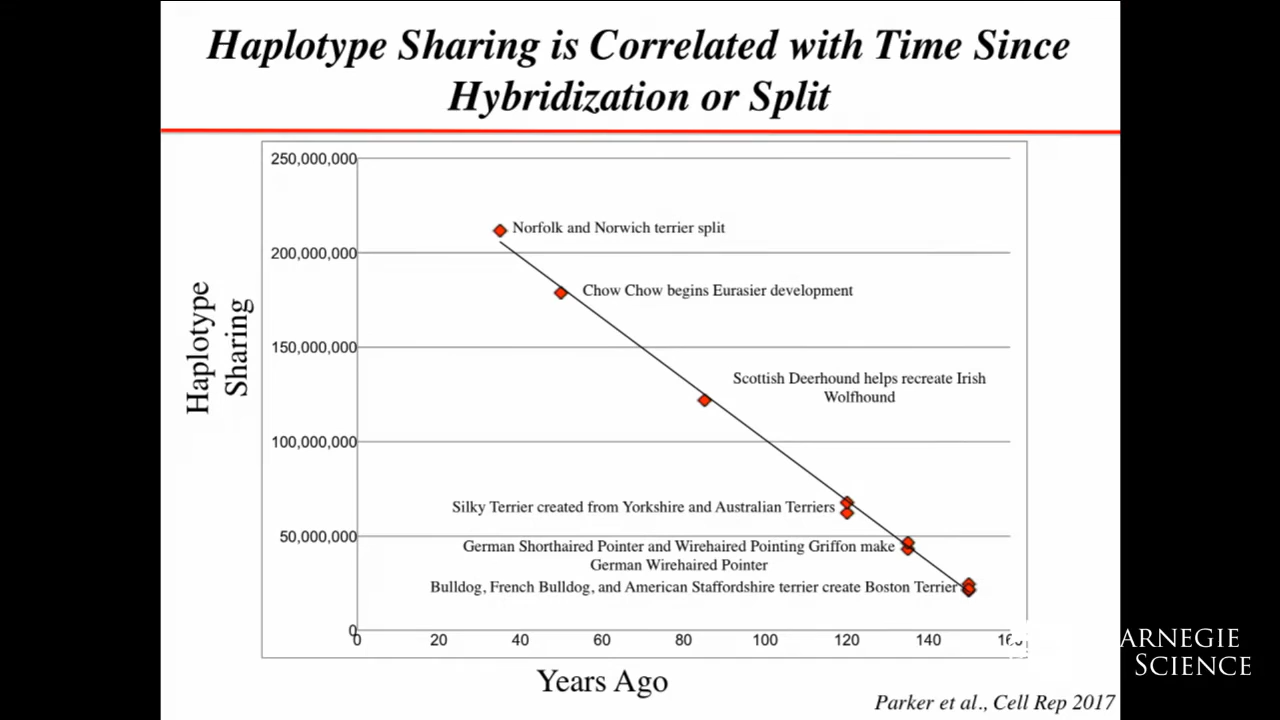 Haplotype Sharing is Correlated with Time Since
Hybridization or Split
250,000,000
200,000,000
150,000,000
100,000,000
50,000,000
0
Haplotype
Sharing
Norfolk and Norwich terrier split
Chow Chow begins Eurasier development
Scottish Deerhound helps recreate Irish
Wolfhound
Silky Terrier created from Yorkshire and Australian Terriers
German Shorthaired Pointer and Wirehaired Pointing Griffon make
German Wirehaired Pointer
Bulldog, French Bulldog, and American Staffordshire terrier create Boston Terrier
0 20 40 60 80 100 120 140
Years Ago
Parker et al., Cell Rep 2017
ARNEGIE
SCIENCE